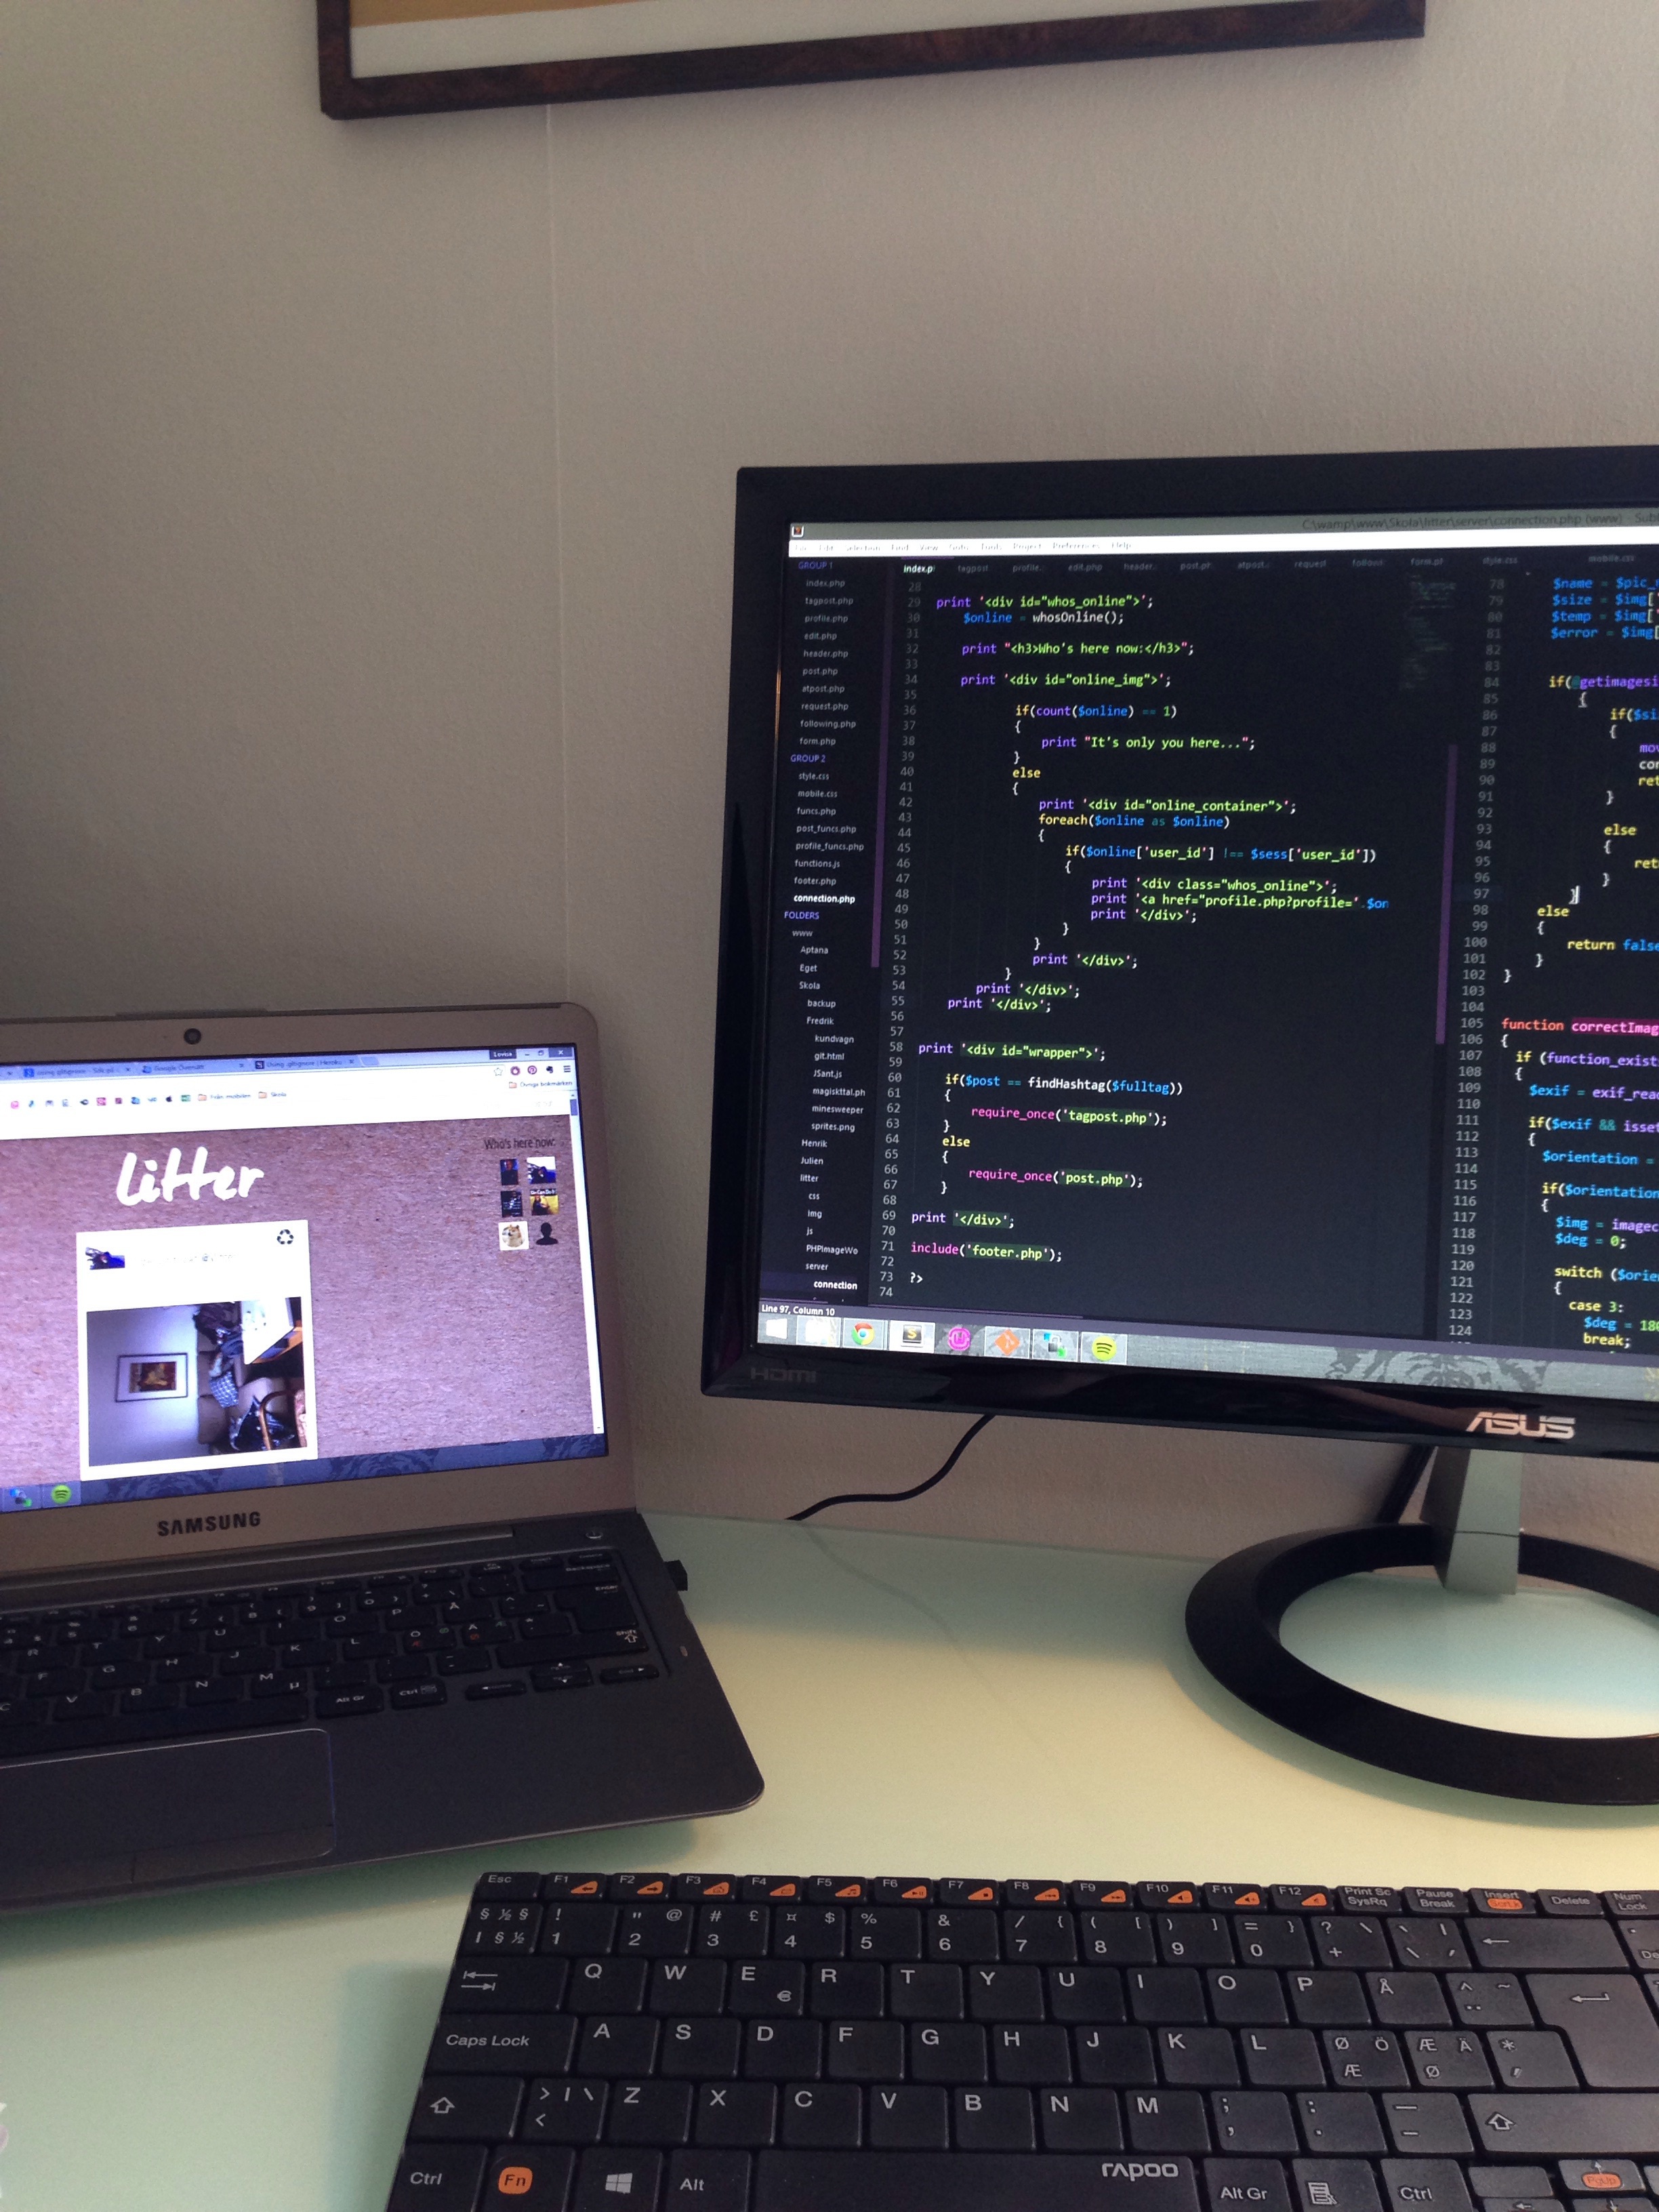 C:\wamp\www\Skola\litter\server\connection.php (www) - Sub
Edit Selection Find View Goto Tools Project Preferences Help
GROUP 1
index.php
tagpost.php
profile.php
edit.php
header.php
post.php
atpost.php
request.php
following.php
form.php
GROUP 2
style.css
mobile.css
funcs.php
post_funcs.php
profile_funcs.php
functions.js
footer.php
connection.php
FOLDERS
www
Aptana
Eget
Skola
backup
Fredrik
kundvagn
git.html
JSant.js
magiskttal.ph
minesweeper
sprites.png
Henrik
Julien
litter
css
img
js
PHPImageWo
server
connection
index.p tagpost profile. edit.php header. post.ph atpost. request followi form.ph style.css mobile.css
28
29 print '<div id="whos_online">';
30 $online = whosOnline();
31
32 print "<h3>Who's here now:</h3>";
33
34 print '<div id="online_img">';
35
36 if(count($online) == 1)
37 {
38 print "It's only you here...";
39 }
40 else
41 {
42 print '<div id="online_container">';
43 foreach($online as $online)
44 {
45 if($online['user_id'] !== $sess['user_id'])
46 {
47 print '<div class="whos_online">';
48 print '<a href="profile.php?profile='.$on
49 print '</div>';
50 }
51 }
52 print '</div>';
53 }
54 print '</div>';
55 print '</div>';
56
57
58 print '<div id="wrapper">';
59
60 if($post == findHashtag($fulltag))
61 {
62 require_once('tagpost.php');
63 }
64 else
65 {
66 require_once('post.php');
67 }
68
69 print '</div>';
70
71 include('footer.php');
72
73 ?>
74
78 $name = $pic_n
79 $size = $img[
80 $temp = $img['
81 $error = $img[
82
83
84 if(@getimagesi
85 {
86 if($si
87 {
88 mov
89 cor
90 ret
91 }
92
93 else
94 {
95 ret
96 }
97 }
98 else
99 {
100 return false
101 }
102 }
103
104
105 function correctImag
106 {
107 if (function_exist
108 {
109 $exif = exif_read
110
111 if($exif && isset
112 {
113 $orientation =
114
115 if($orientation
116 {
117 $img = imagec
118 $deg = 0;
119
120 switch ($orie
121 {
122 case 3:
123 $deg = 180
124 break;
Line 97, Column 10
HDMI
ASUS
Lovisa
Using .gitignore | Heroku
Övriga bokmärken
Från mobilen Skola
litter
Who's here now:
SAMSUNG
R T Y U I O P Å
F G H J K L Ö Ä
C V B N M µ
Enter
Shift
Alt Gr Ctrl
Esc F1 F2 F3 F4 F5 F6 F7 F8 F9 F10 F11 F12 Print Sc SysRq Pause Break Insert Delete Num Lock
§ ½ § ! " @ # £ ¤ $ % & / { ( [ ) ] = } ? \
| § ½ 1 2 3 4 5 6 7 8 9 0 +
Q W E € R T Y U I O P Å ^ ~ ¨
Caps Lock A S D F G H J K L Ø Ö Æ Æ Ä Ø * '
> | \ < Z X C V B N M ; , : . _ -
Ctrl Fn Alt rapoo Alt Gr Ctrl PgUp